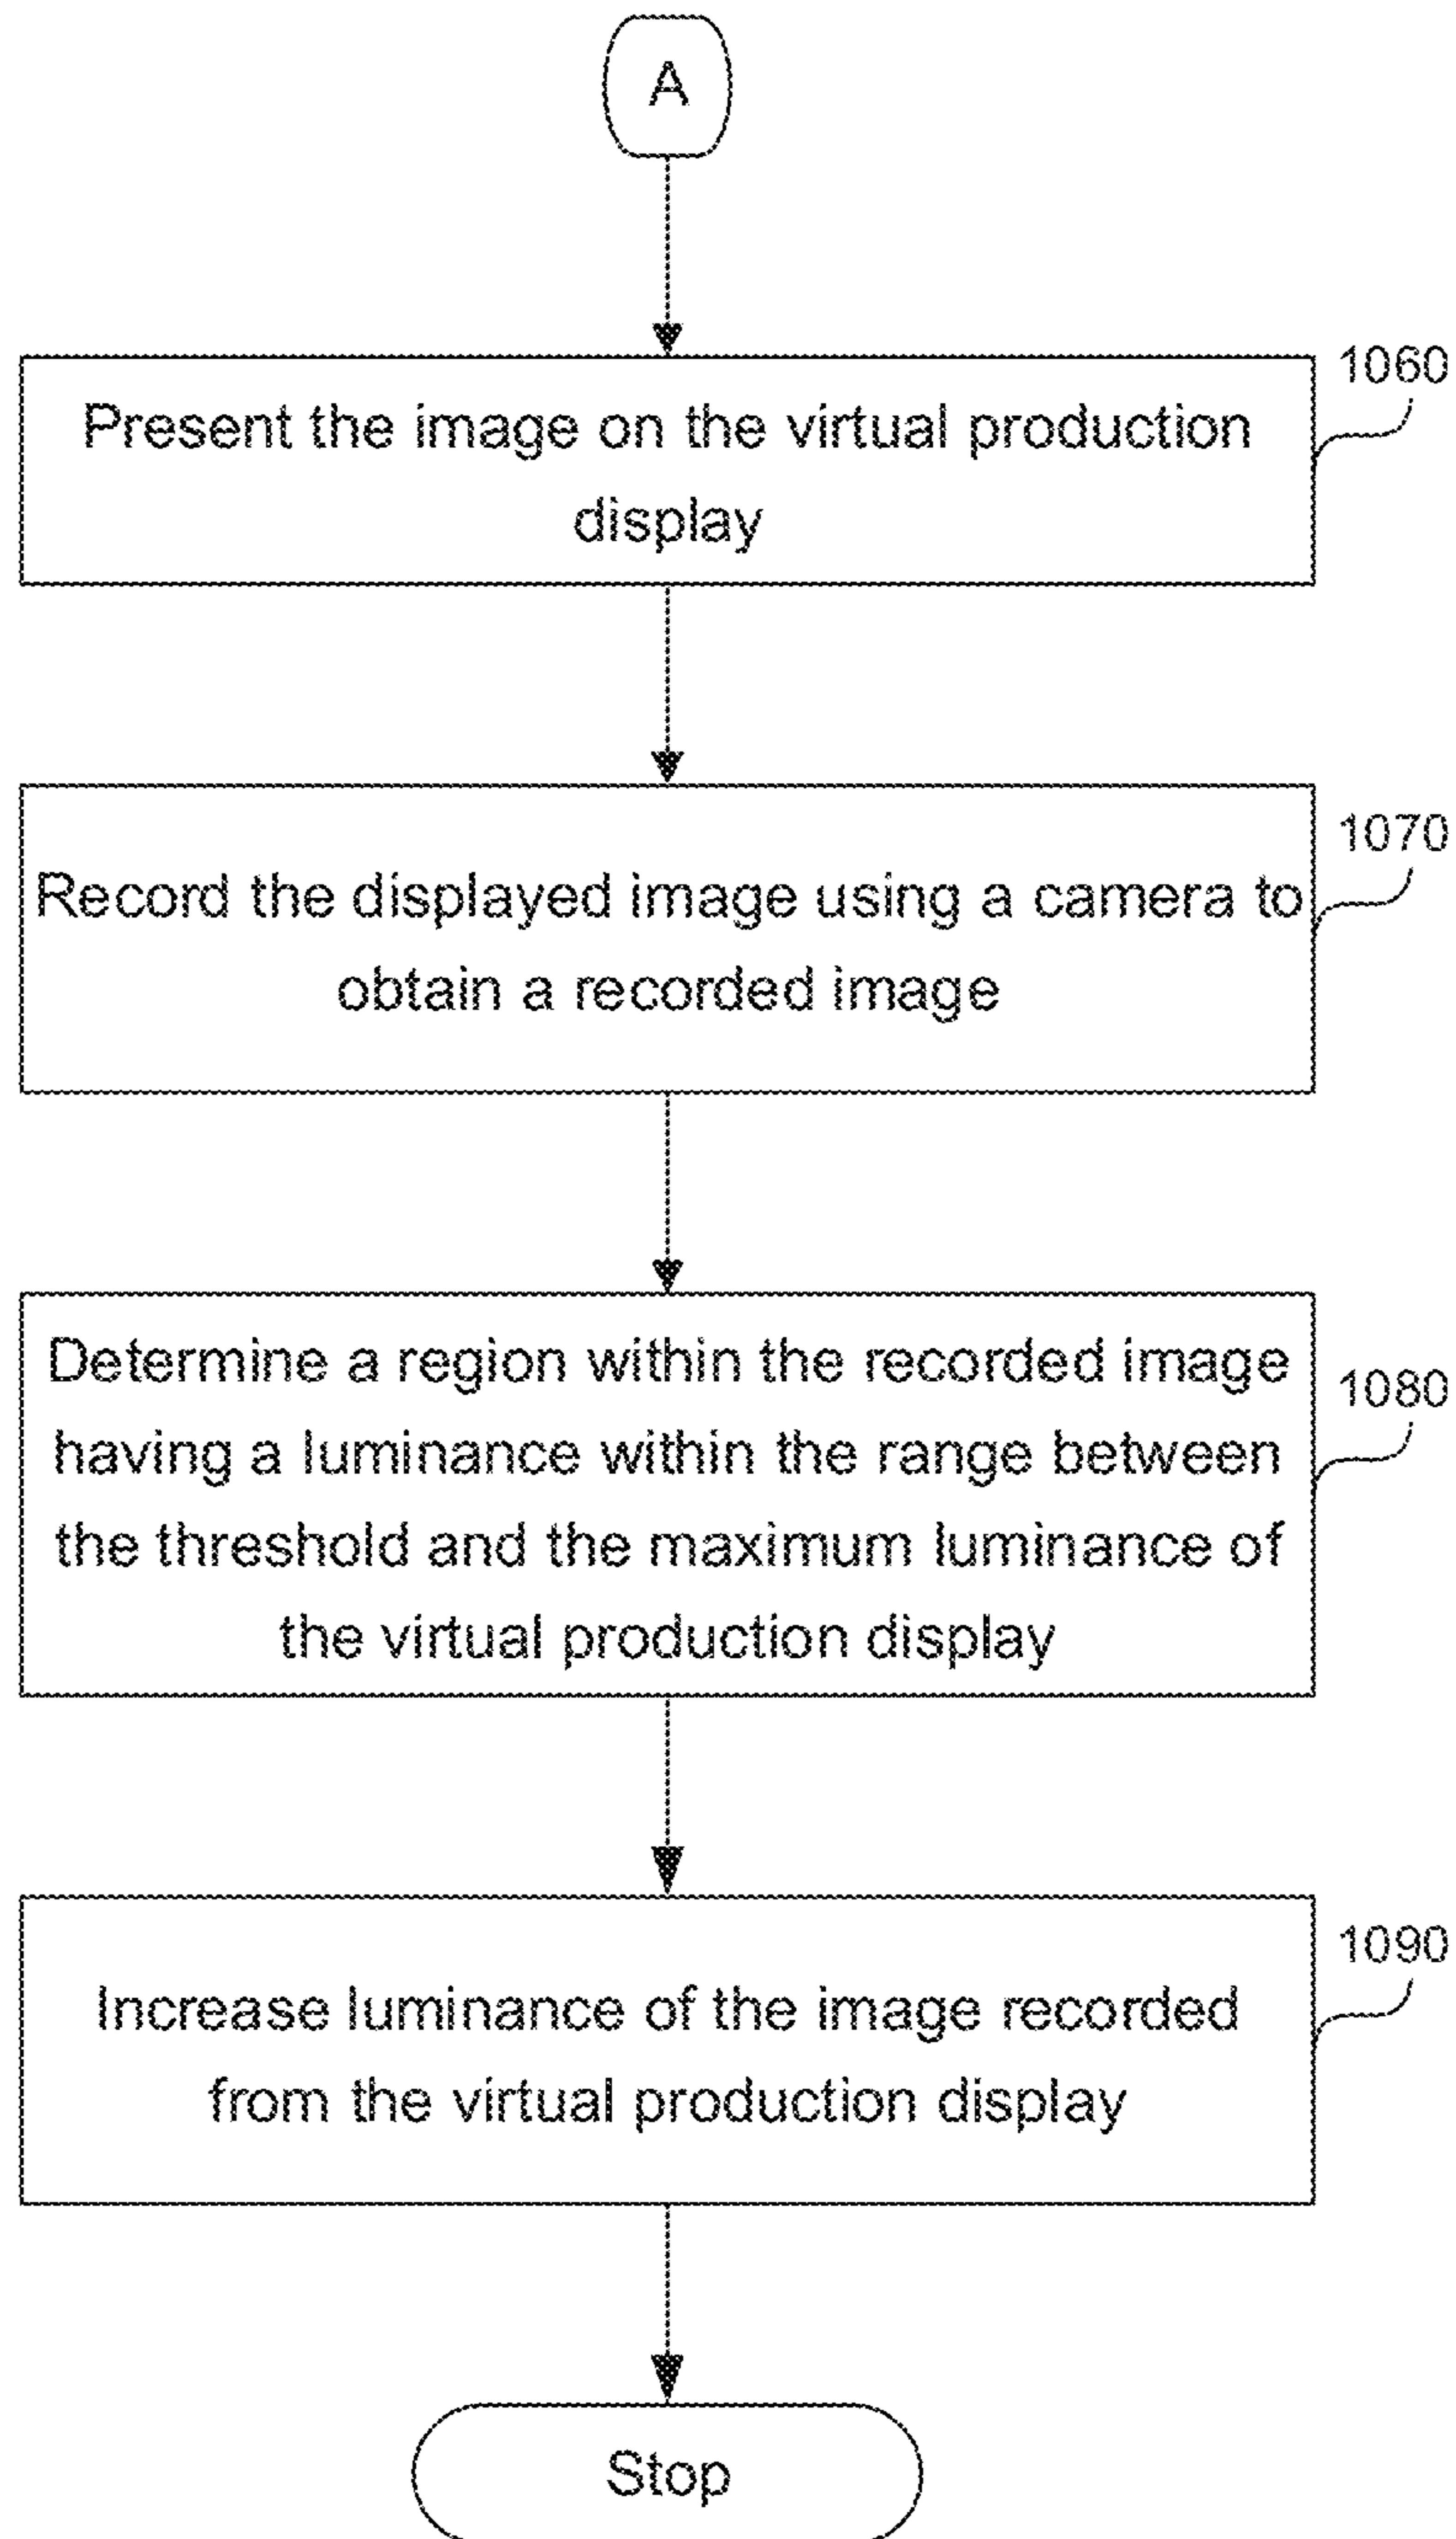 A
1060
Present the image on the virtual production
display
1070
Record the displayed image using a camera to
obtain a recorded image
1080
Determine a region within the recorded image
having a luminance within the range between
the threshold and the maximum luminance of
the virtual production display
1090
Increase luminance of the image recorded
from the virtual production display
Stop